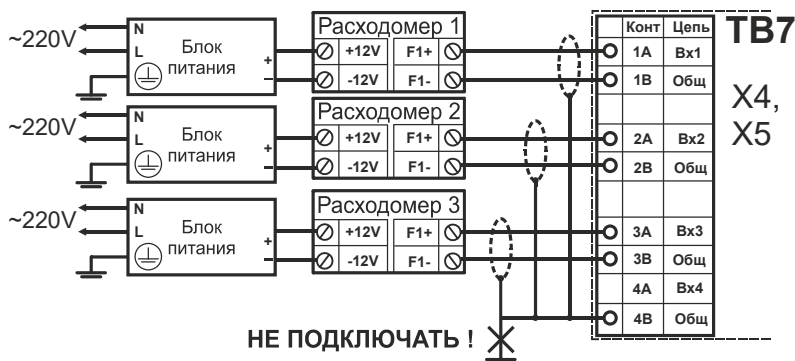 Расходомер 1
Конт Цепь
ТВ7
~220V
N
L
Блок питания
+
–
+12V F1+
-12V F1-
1A Вх1
1B Общ
X4,
X5
Расходомер 2
~220V
N
L
Блок питания
+
–
+12V F1+
-12V F1-
2A Вх2
2B Общ
Расходомер 3
~220V
N
L
Блок питания
+
–
+12V F1+
-12V F1-
3A Вх3
3B Общ
4A Вх4
4B Общ
НЕ ПОДКЛЮЧАТЬ !